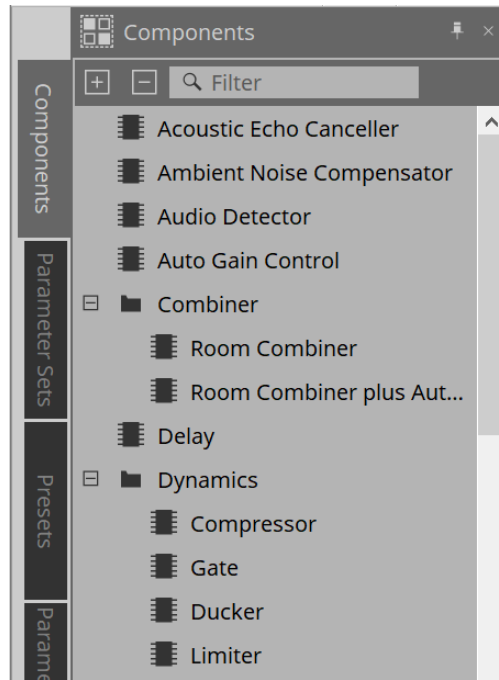 Components
Filter
Components
Parameter Sets
Presets
Parame
Acoustic Echo Canceller
Ambient Noise Compensator
Audio Detector
Auto Gain Control
Combiner
Room Combiner
Room Combiner plus Aut...
Delay
Dynamics
Compressor
Gate
Ducker
Limiter